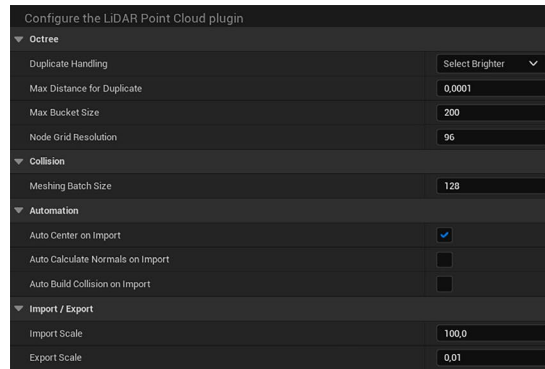 Configure the LiDAR Point Cloud plugin
Octree
Duplicate Handling Select Brighter
Max Distance for Duplicate 0,0001
Max Bucket Size 200
Node Grid Resolution 96
Collision
Meshing Batch Size 128
Automation
Auto Center on Import
Auto Calculate Normals on Import
Auto Build Collision on Import
Import / Export
Import Scale 100,0
Export Scale 0,01